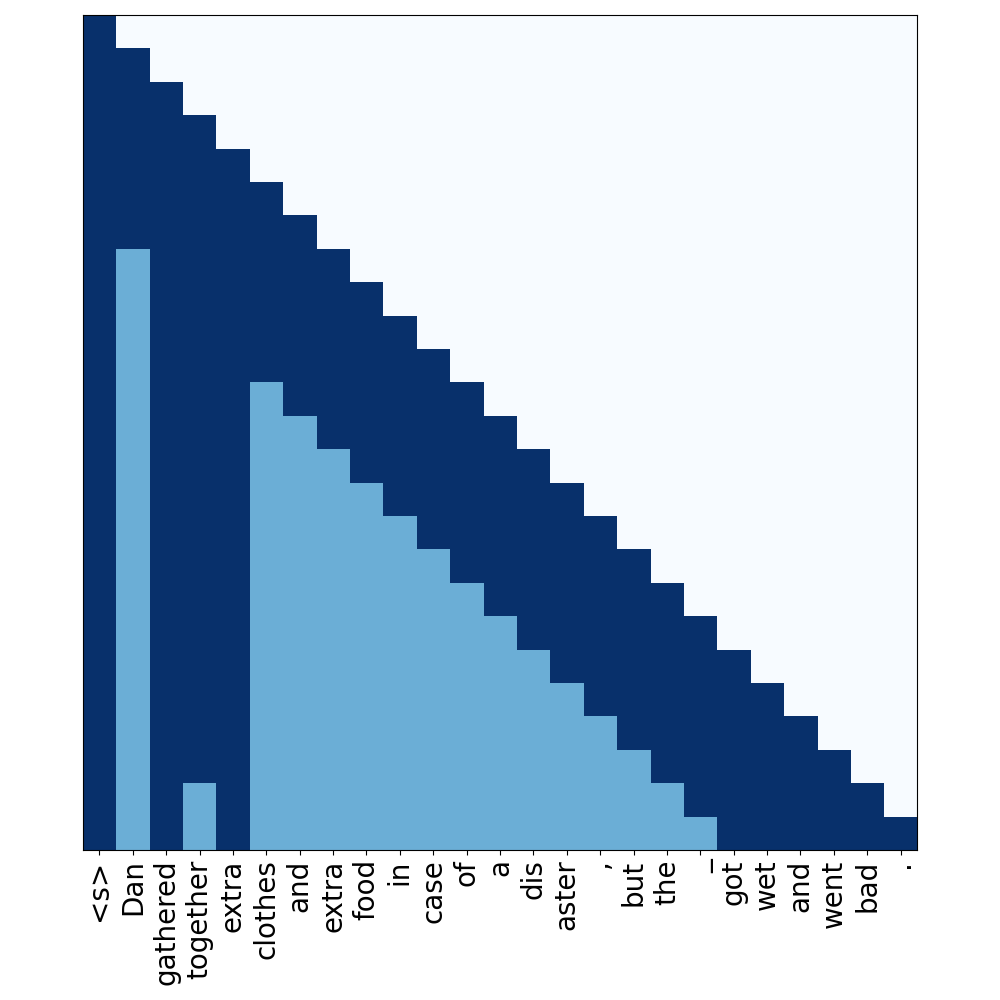 <s>
Dan
gathered
together
extra
clothes
and
extra
food
in
case
of
a
dis
aster
,
but
the
_
got
wet
and
went
bad
.